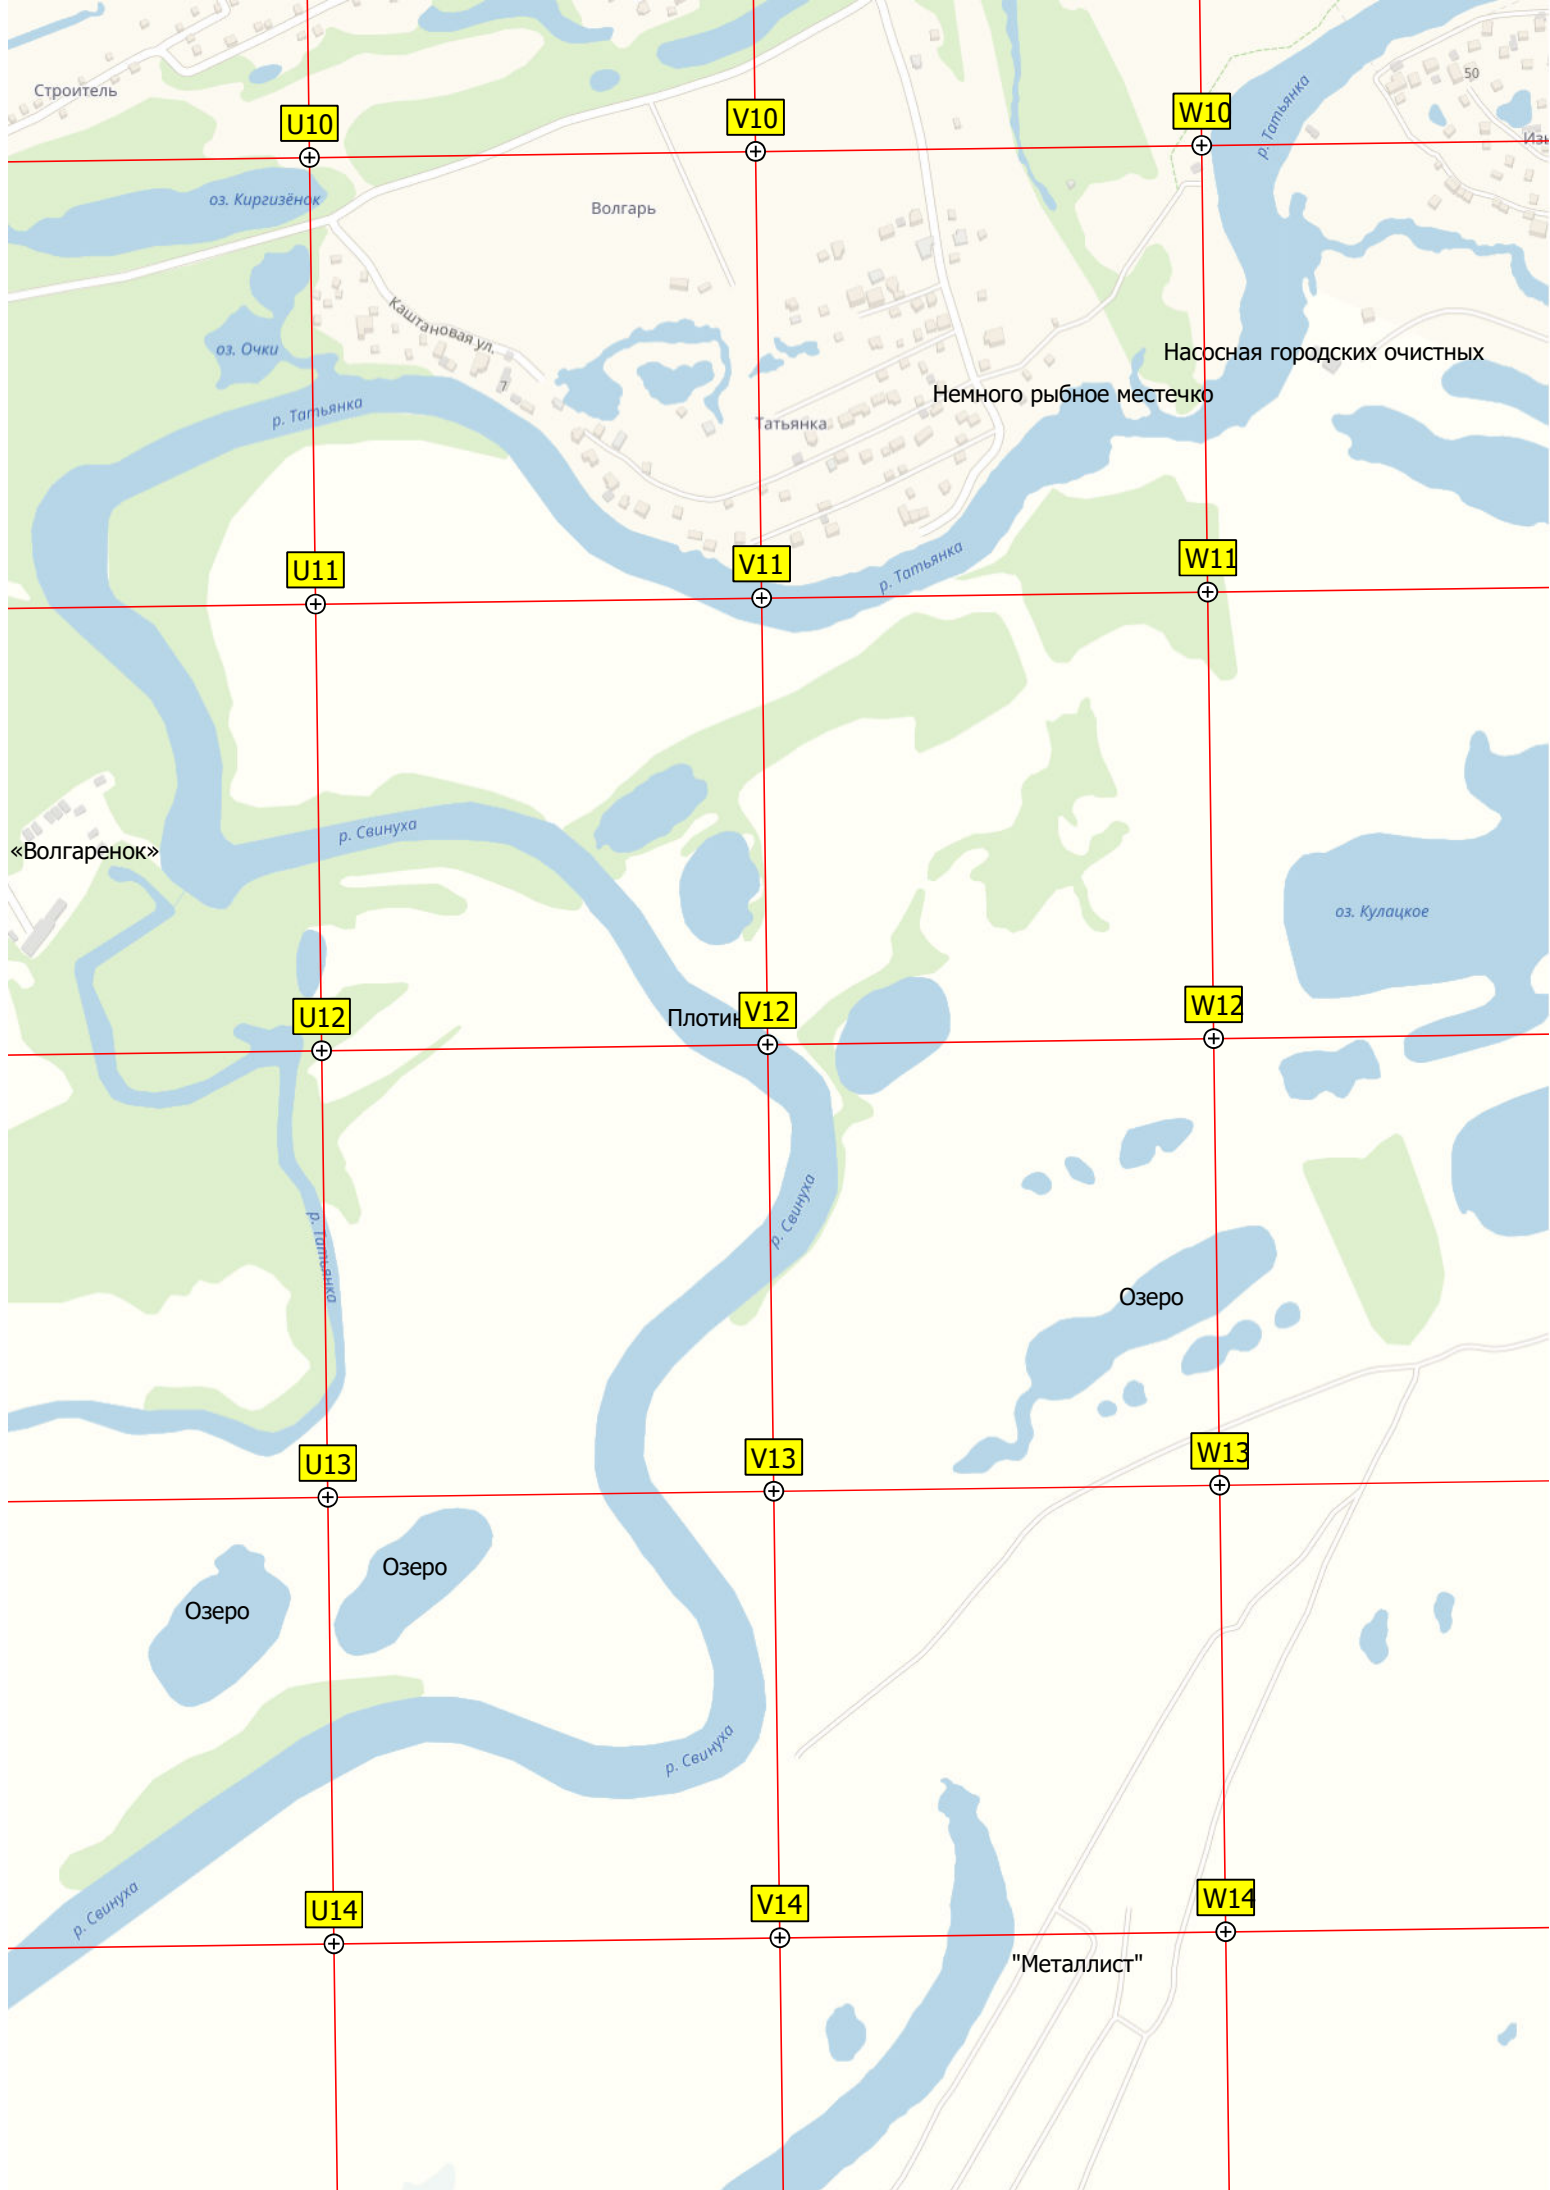 Строитель
50
U10
V10
W10
р. Татьянка
оз. Киргизёнок
Волгарь
Каштановая ул.
оз. Очки
7
Насосная городских очистных
Немного рыбное местечко
р. Татьянка
Татьянка
U11
V11
W11
р. Татьянка
р. Свинуха
«Волгаренок»
оз. Кулацкое
U12
Плотин
V12
W12
р. Свинуха
р. Татьянка
Озеро
U13
V13
W13
Озеро
Озеро
р. Свинуха
р. Свинуха
U14
V14
W14
"Металлист"